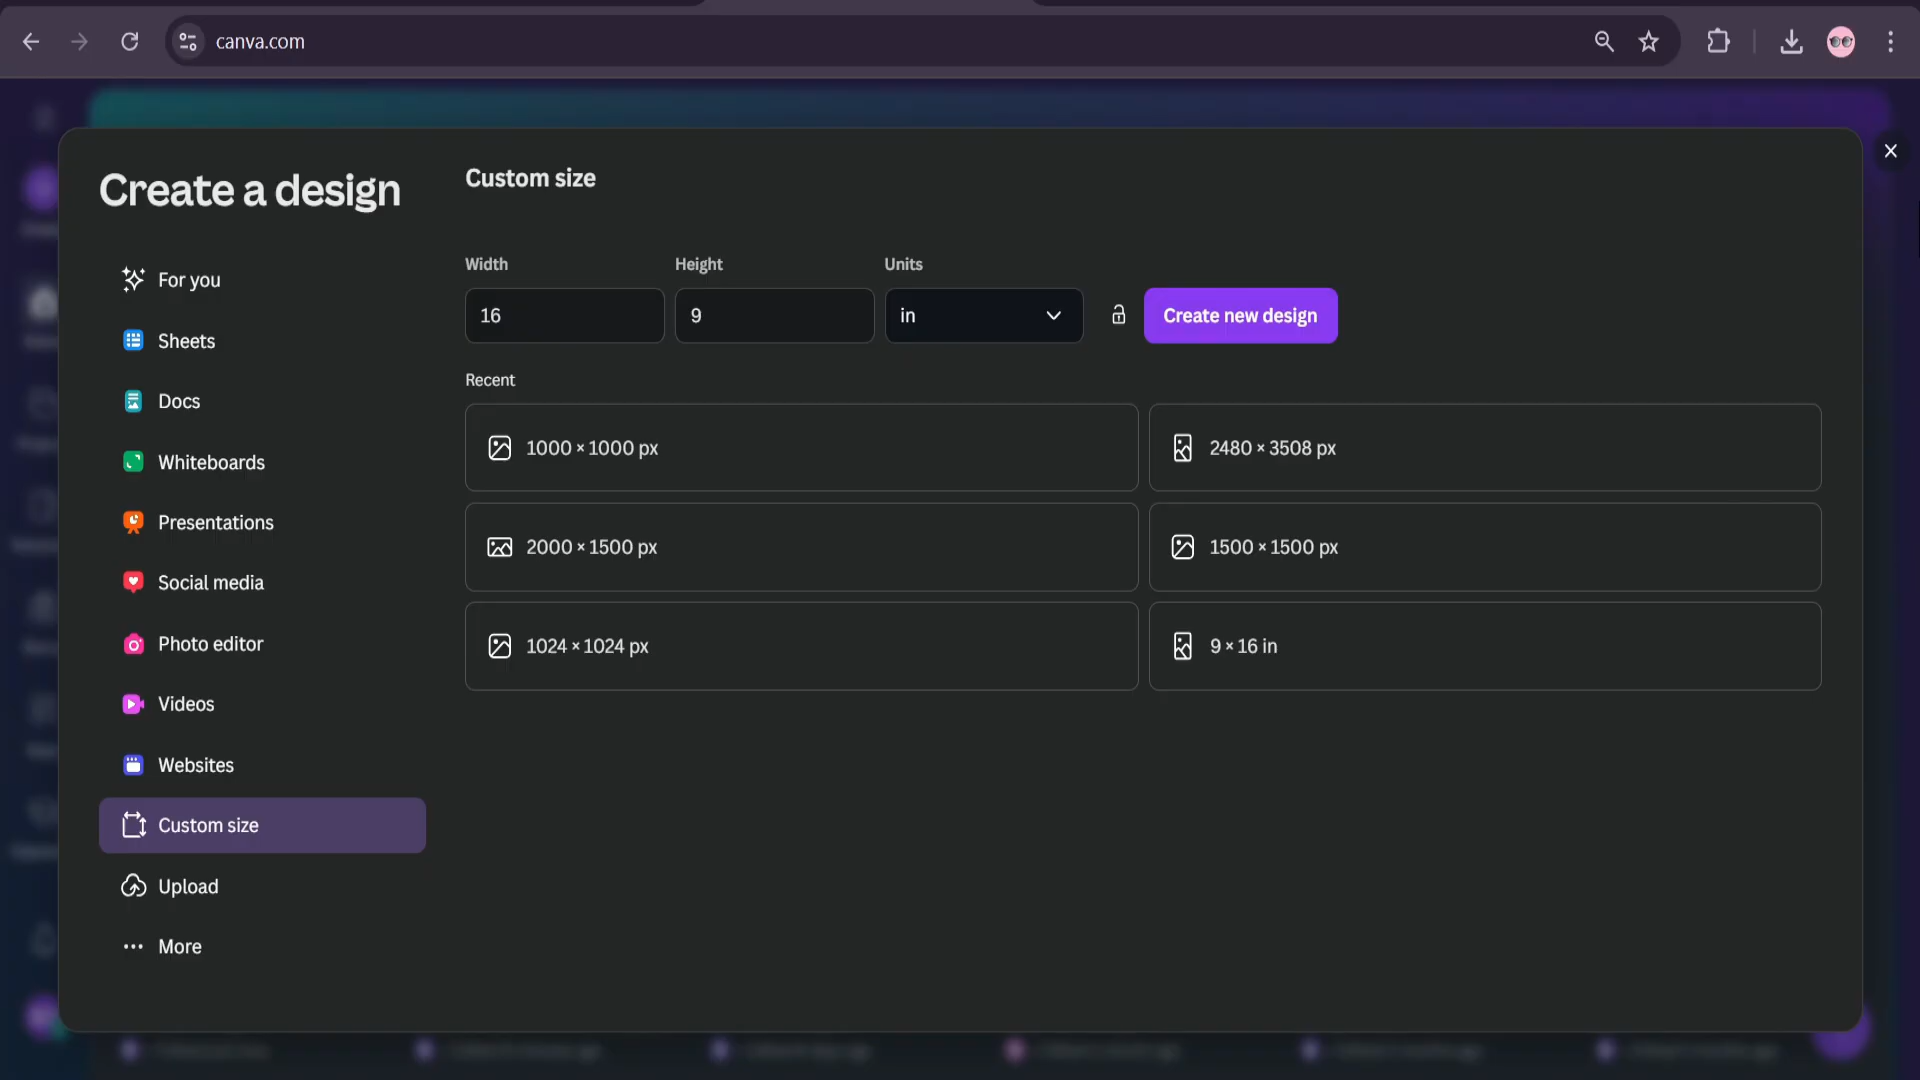 canva.com
Create a design
Custom size
Width
Height
Units
16
9
in
Create new design
For you
Sheets
Docs
Whiteboards
Presentations
Social media
Photo editor
Videos
Websites
Custom size
Upload
More
Recent
1000 × 1000 px
2480 × 3508 px
2000 × 1500 px
1500 × 1500 px
1024 × 1024 px
9 × 16 in